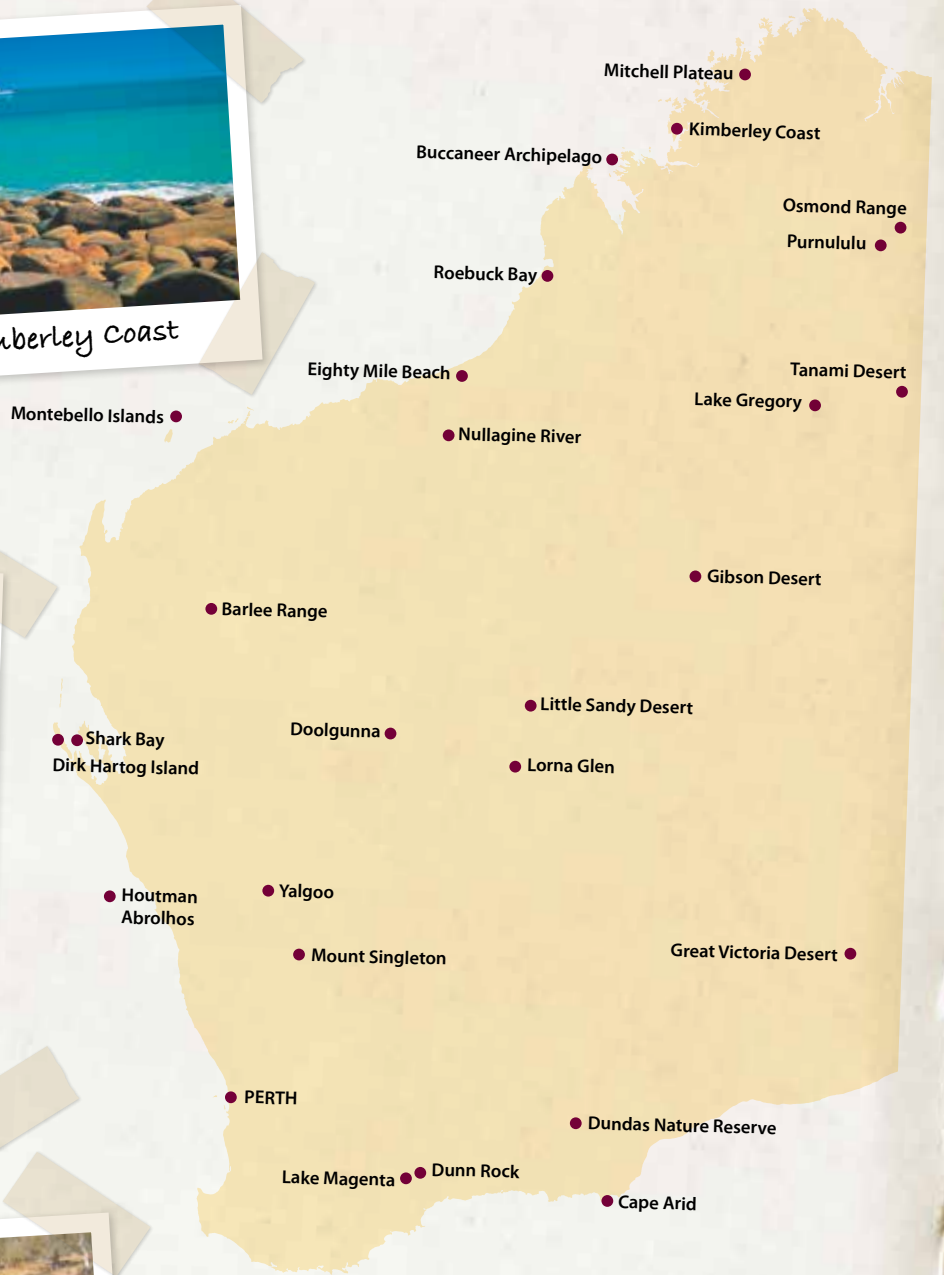 Mitchell Plateau
Kimberley Coast
Buccaneer Archipelago
Osmond Range
Purnululu
Roebuck Bay
Coast
Eighty Mile Beach
Tanami Desert
Lake Gregory
Montebello Islands
Nullagine River
Gibson Desert
Barlee Range
Little Sandy Desert
Doolgunna
Shark Bay
Dirk Hartog Island
Lorna Glen
Houtman
Abrolhos
Yalgoo
Mount Singleton
Great Victoria Desert
PERTH
Dundas Nature Reserve
Lake Magenta
Dunn Rock
Cape Arid